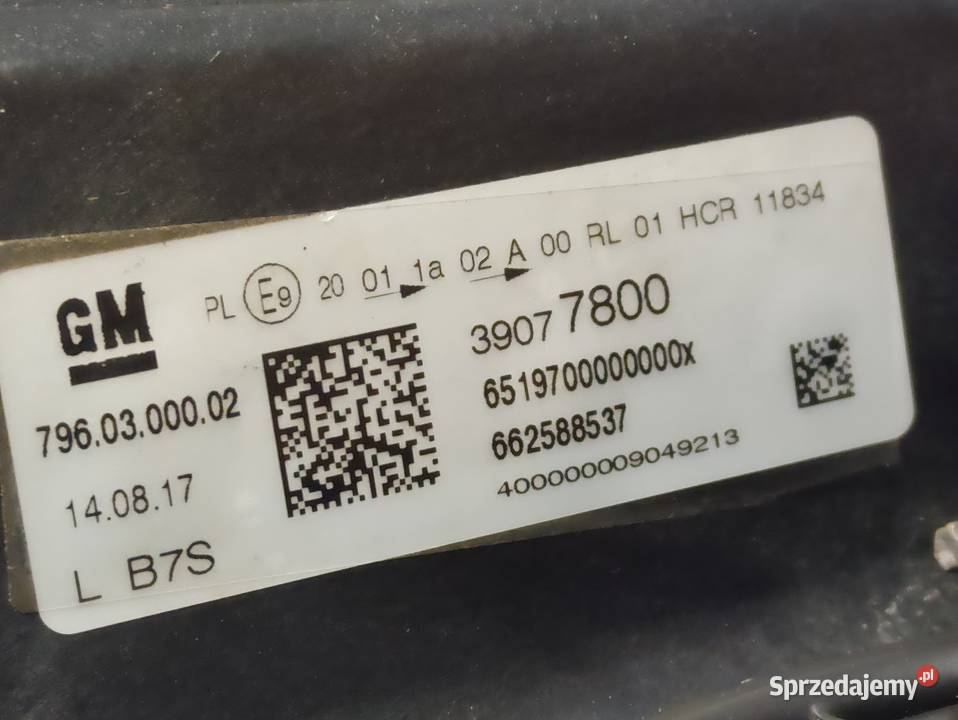 PL E9 20 01 1a 02 A 00 RL 01 HCR 11834
GM
39077800
6519700000000x
796.03.000.02
662588537
14.08.17
400000009049213
L B7S
Sprzedajemy.pl